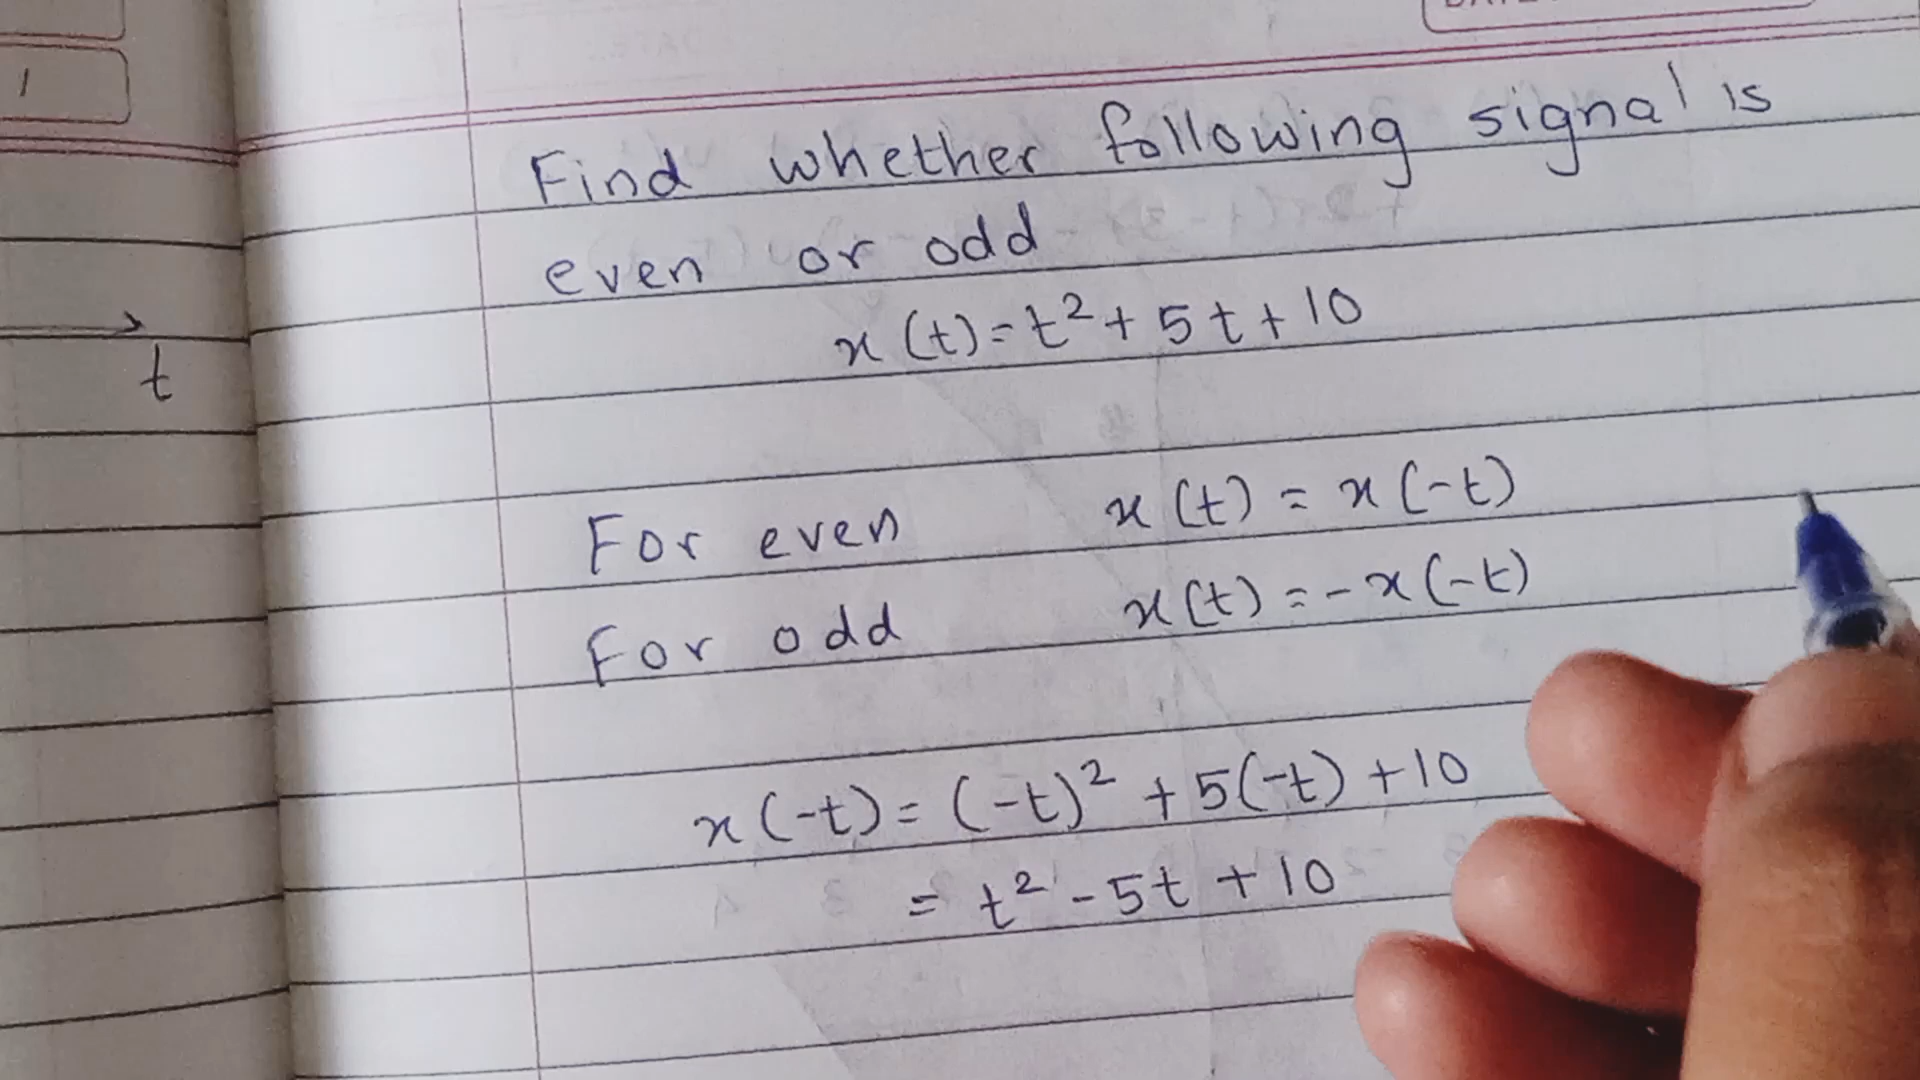 Find whether following signal is
even or odd
x(t)=t²+5t+10
t
For even x(t)=x(-t)
For odd x(t)=-x(-t)
x(-t)=(-t)²+5(-t)+10
=t²-5t+10